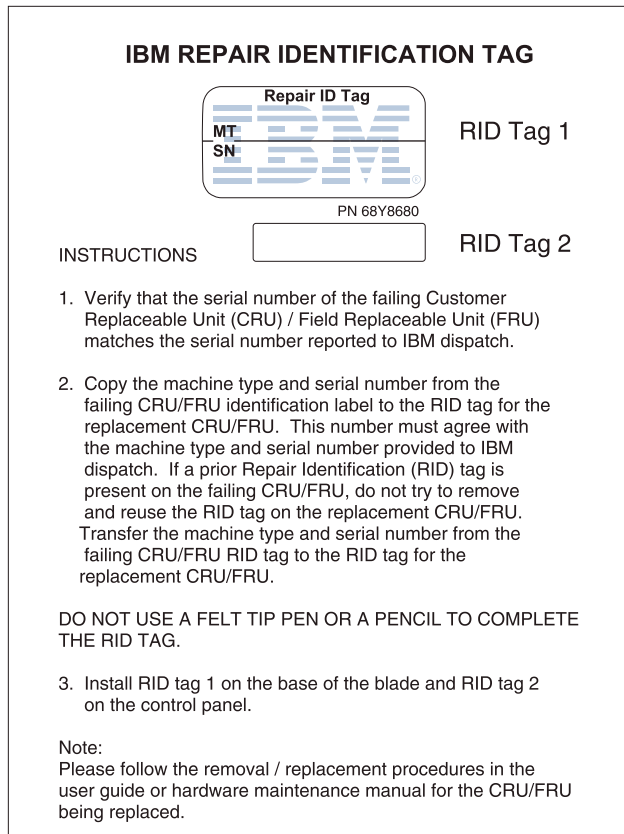 IBM REPAIR IDENTIFICATION TAG
Repair ID Tag
MT
SN
IBM®
RID Tag 1
PN 68Y8680
RID Tag 2
INSTRUCTIONS
1. Verify that the serial number of the failing Customer
Replaceable Unit (CRU) / Field Replaceable Unit (FRU)
matches the serial number reported to IBM dispatch.
2. Copy the machine type and serial number from the
failing CRU/FRU identification label to the RID tag for the
replacement CRU/FRU. This number must agree with
the machine type and serial number provided to IBM
dispatch. If a prior Repair Identification (RID) tag is
present on the failing CRU/FRU, do not try to remove
and reuse the RID tag on the replacement CRU/FRU.
Transfer the machine type and serial number from the
failing CRU/FRU RID tag to the RID tag for the
replacement CRU/FRU.
DO NOT USE A FELT TIP PEN OR A PENCIL TO COMPLETE
THE RID TAG.
3. Install RID tag 1 on the base of the blade and RID tag 2
on the control panel.
Note:
Please follow the removal / replacement procedures in the
user guide or hardware maintenance manual for the CRU/FRU
being replaced.